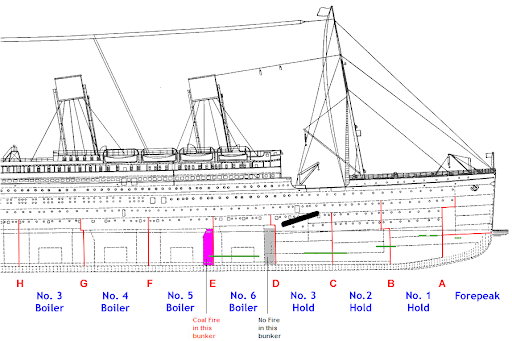 H G F E D C B A
No. 3 No. 4 No. 5 No. 6 No. 3 No.2 No. 1 Forepeak
Boiler Boiler Boiler Boiler Hold Hold Hold
Coal Fire No Fire
in this in this
bunker bunker